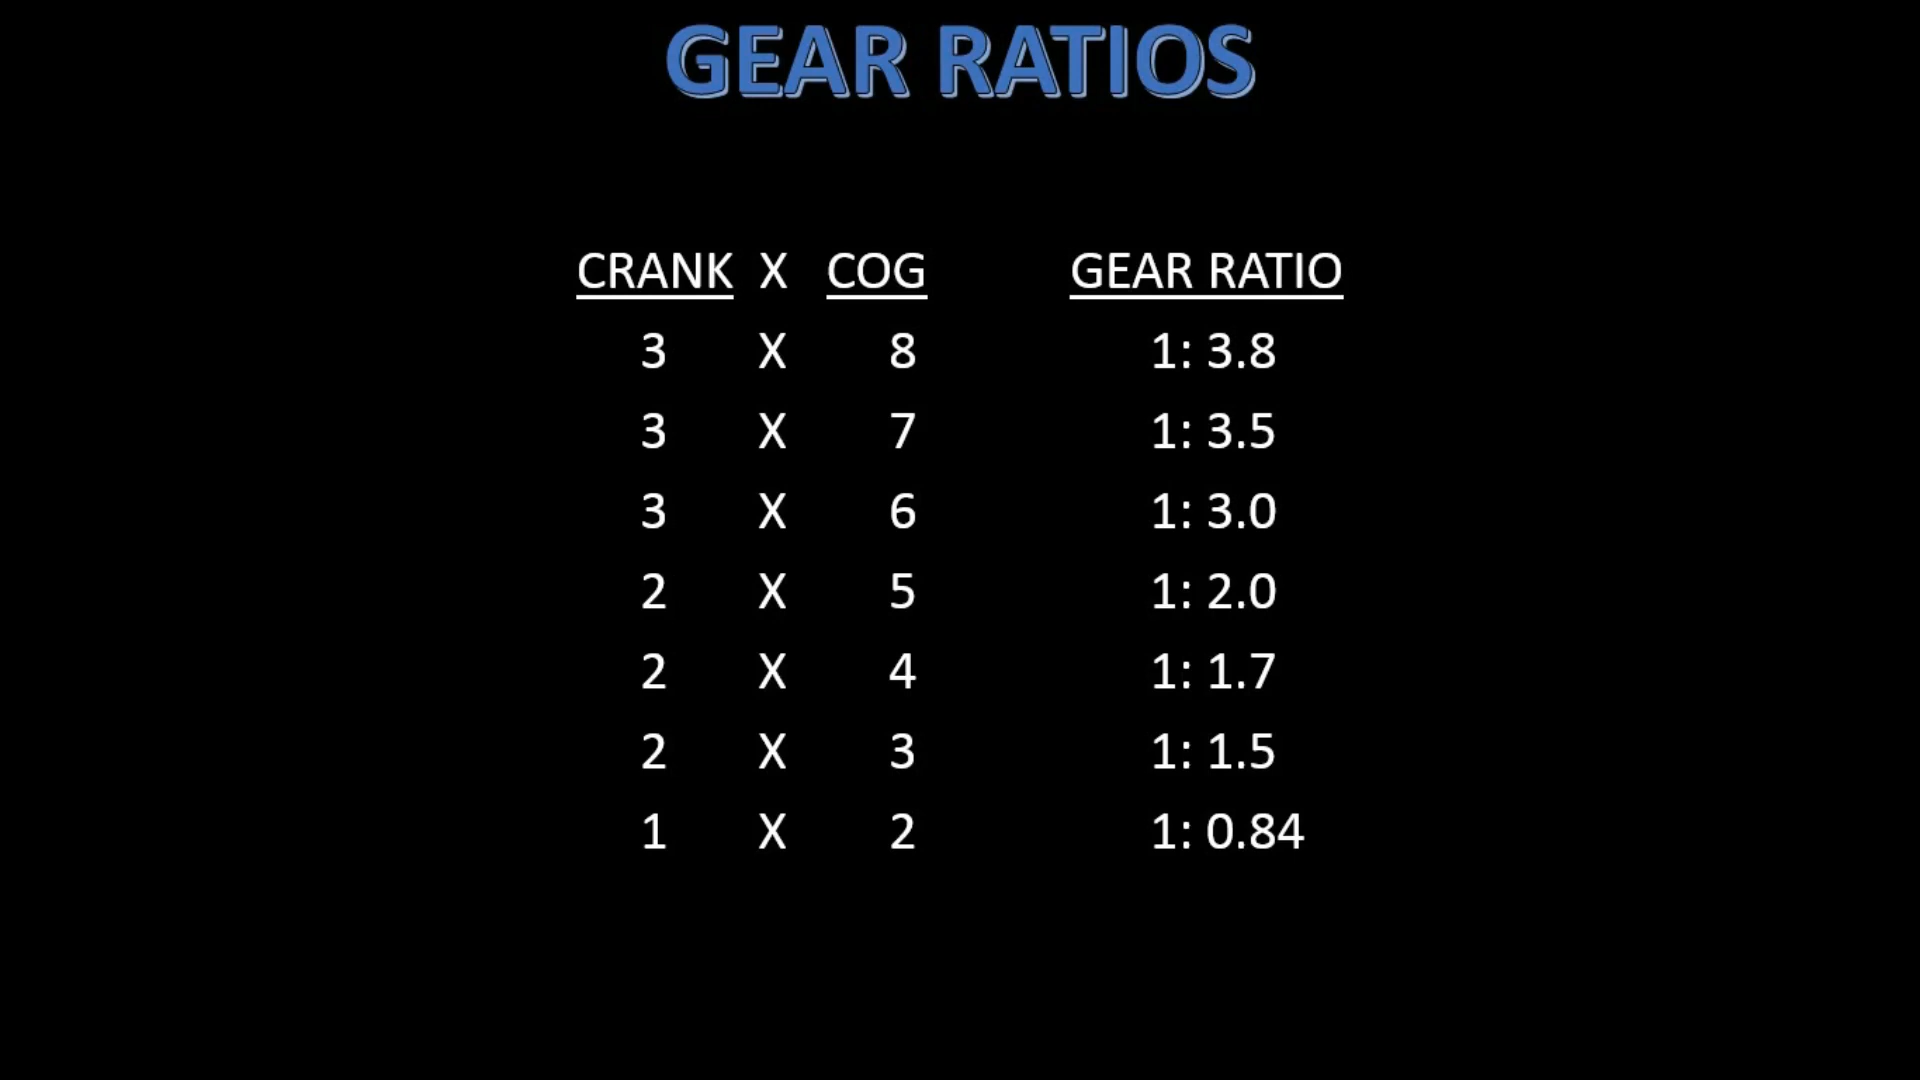 GEAR RATIOS
CRANK X COG GEAR RATIO
3 X 8 1: 3.8
3 X 7 1: 3.5
3 X 6 1: 3.0
2 X 5 1: 2.0
2 X 4 1: 1.7
2 X 3 1: 1.5
1 X 2 1: 0.84